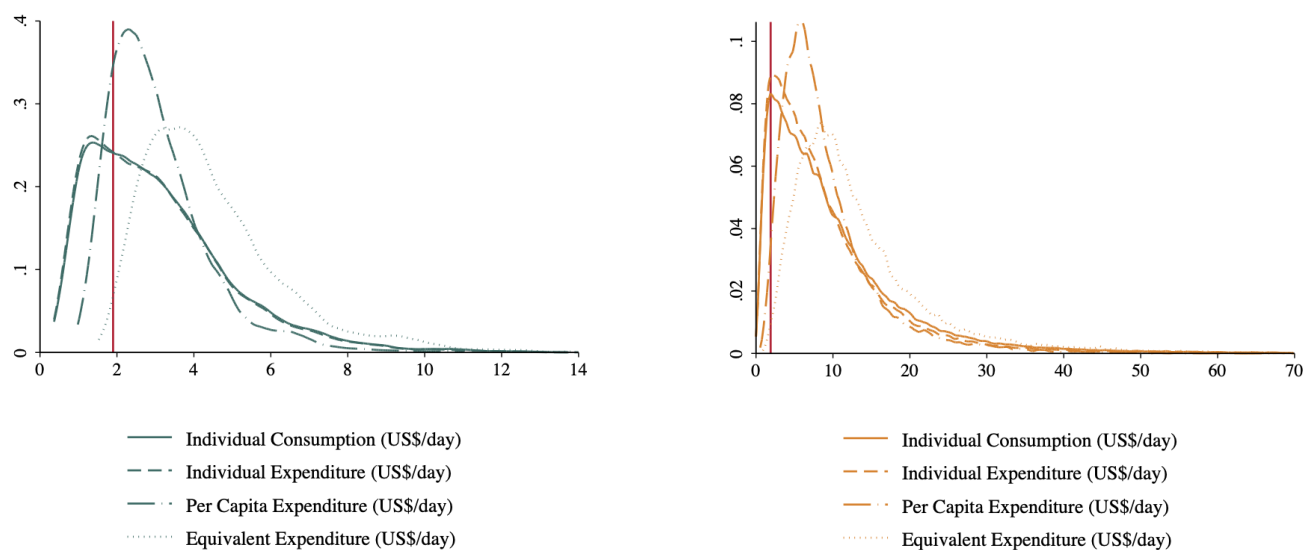 .4
.3
.2
.1
0
0 2 4 6 8 10 12 14
Individual Consumption (US$/day)
Individual Expenditure (US$/day)
Per Capita Expenditure (US$/day)
Equivalent Expenditure (US$/day)
.1
.08
.06
.04
.02
0
0 10 20 30 40 50 60 70
Individual Consumption (US$/day)
Individual Expenditure (US$/day)
Per Capita Expenditure (US$/day)
Equivalent Expenditure (US$/day)